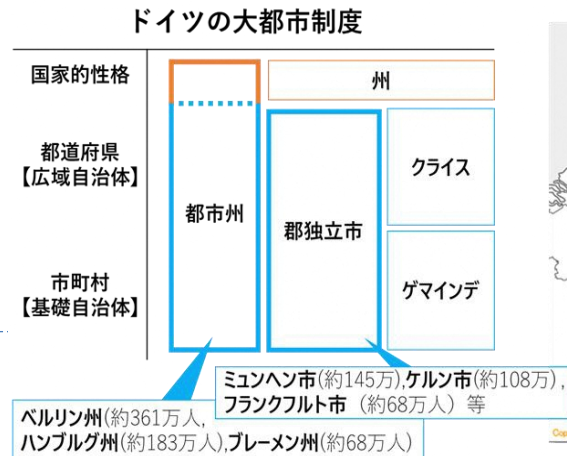 ドイツの大都市制度
国家的性格
州
都道府県
【広域自治体】
クライス
都市州
郡独立市
市町村
【基礎自治体】
ゲマインデ
ミュンヘン市(約145万),ケルン市(約108万),
フランクフルト市 (約68万人) 等
ベルリン州(約361万人,
ハンブルグ州(約183万人),ブレーメン州(約68万人)
Cop